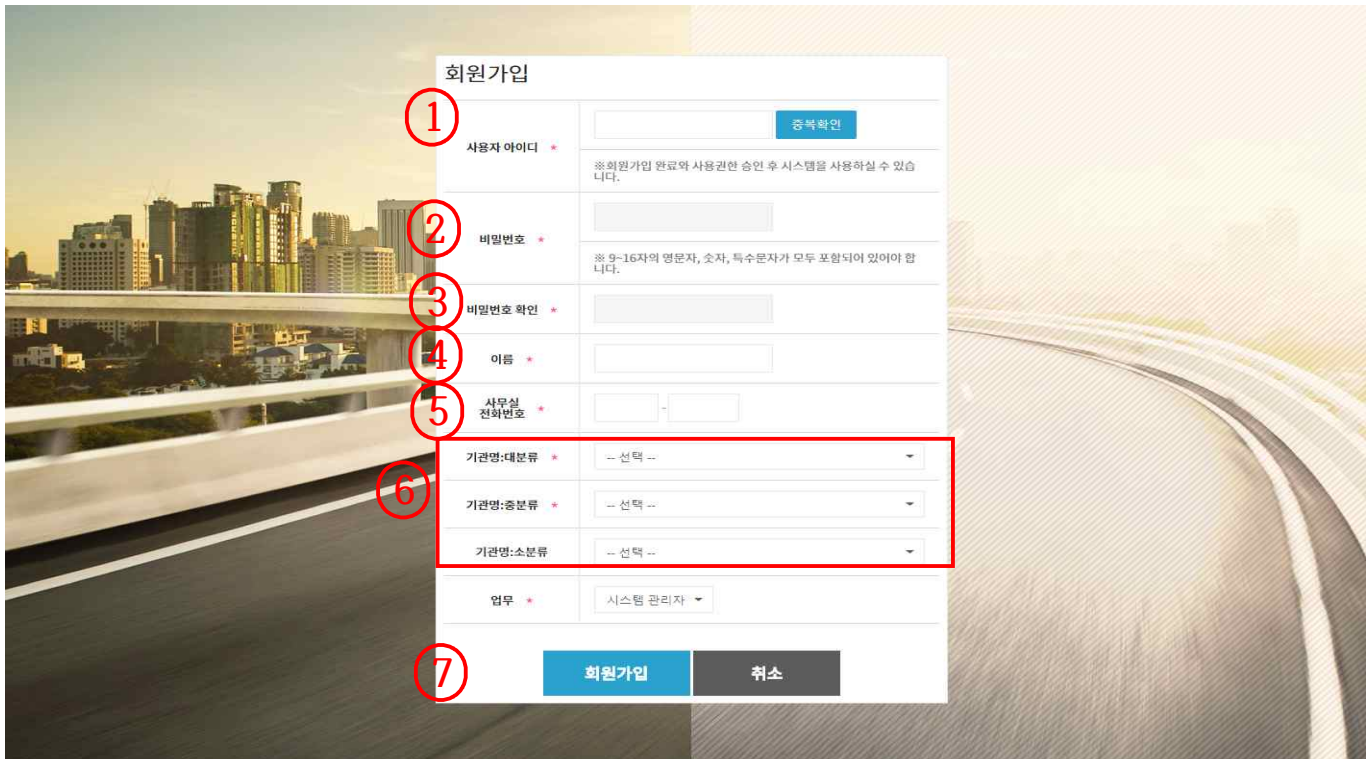 회원가입
①
사용자 아이디 *
중복확인
※회원가입 완료와 사용권한 승인 후 시스템을 사용하실 수 있습
니다.
②
비밀번호 *
※ 9~16자의 영문자, 숫자, 특수문자가 모두 포함되어 있어야 합
니다.
③
비밀번호 확인 *
④
이름 *
⑤
사무실
전화번호 *
-
⑥
기관명:대분류 * -- 선택 --
기관명:중분류 * -- 선택 --
기관명:소분류 -- 선택 --
업무 * 시스템 관리자
⑦
회원가입 취소